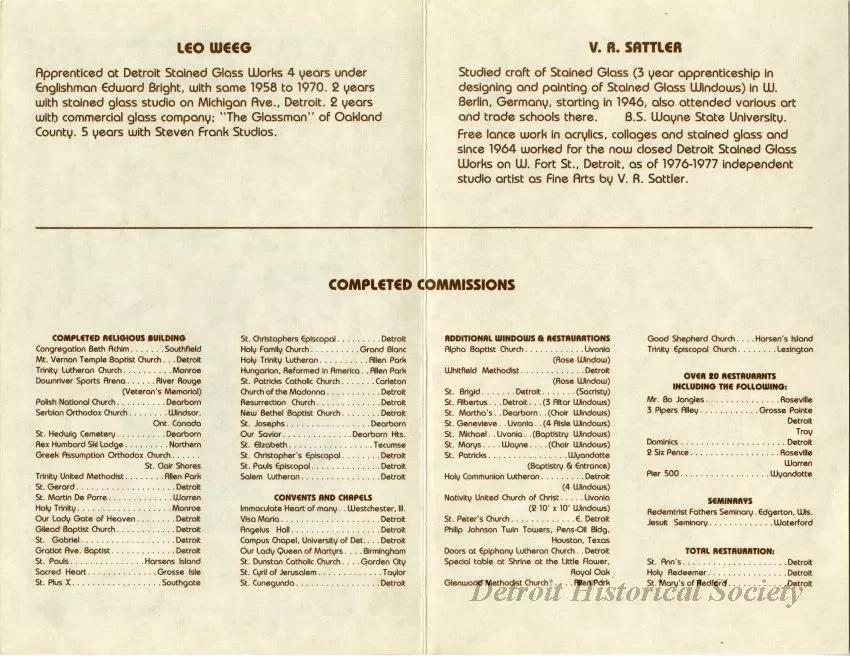 LEO WEEG
Apprenticed at Detroit Stained Glass Works 4 years under
Englishman Edward Bright, with same 1958 to 1970. 2 years
with stained glass studio on Michigan Ave., Detroit. 2 years
with commercial glass company; "The Glassman" of Oakland
County. 5 years with Steven Frank Studios.
V. R. SATTLER
Studied craft of Stained Glass (3 year apprenticeship in
designing and painting of Stained Glass Windows) in W.
Berlin, Germany, starting in 1946, also attended various art
and trade schools there. B.S. Wayne State University.
Free lance work in acrylics, collages and stained glass and
since 1964 worked for the now closed Detroit Stained Glass
Works on W. Fort St., Detroit, as of 1976-1977 independent
studio artist as Fine Arts by V. R. Sattler.
COMPLETED COMMISSIONS
COMPLETED RELIGIOUS BUILDING
Congregation Beth Achim.......Southfield
Mt. Vernon Temple Baptist Church...Detroit
Trinity Lutheran Church..........Monroe
Downriver Sports Arena......River Rouge
(Veteran's Memorial)
Polish National Church..........Dearborn
Serbian Orthodox Church........Windsor,
Ont. Canada
St. Hedwig Cemetery..........Dearborn
Rex Humbard Ski Lodge.........Northern
Greek Assumption Orthodox Church.....
St. Clair Shores
Trinity United Methodist........Allen Park
St. Gerard....................Detroit
St. Martin De Porre.............Warren
Holy Trinity...................Monroe
Our Lady Gate of Heaven........Detroit
Gilead Baptist Church...........Detroit
St. Gabriel...................Detroit
Gratiot Ave. Baptist.............Detroit
St. Pauls...............Harsens Island
Sacred Heart..............Grosse Isle
St. Pius X..................Southgate
St. Christophers Episcopal.........Detroit
Holy Family Church..........Grand Blanc
Holy Trinity Lutheran..........Allen Park
Hungarian, Reformed in America..Allen Park
St. Patricks Catholic Church.......Carleton
Church of the Madonna...........Detroit
Resurrection Church.............Detroit
New Bethel Baptist Church........Detroit
St. Josephs.................Dearborn
Our Savior..............Dearborn Hts.
St. Elizabeth.................Tecumse
St. Christopher's Episcopal........Detroit
St. Pauls Episcopal..............Detroit
Salem Lutheran................Detroit
CONVENTS AND CHAPELS
Immaculate Heart of many..Westchester, Il.
Visa Maria....................Detroit
Angelus Hall..................Detroit
Campus Chapel, University of Det....Detroit
Our Lady Queen of Martyrs....Birmingham
St. Dunstan Catholic Church....Garden City
St. Cyril of Jerusalem.............Taylor
St. Cunegunda................Detroit
ADDITIONAL WINDOWS & RESTAURATIONS
Alpha Baptist Church............Livonia
(Rose Window)
Whitfield Methodist.............Detroit
(Rose Window)
St. Brigid.......Detroit.......(Sacristy)
St. Albertus...Detroit...(3 Altar Windows)
St. Martha's..Dearborn..(Choir Windows)
St. Genevieve..Livonia..(4 Aisle Windows)
St. Michael..Livonia..(Baptistry Windows)
St. Marys....Wayne....(Choir Windows)
St. Patricks................Wyandotte
(Baptistry & Entrance)
Holy Communion Lutheran.........Detroit
(4 Windows)
Nativity United Church of Christ.....Livonia
(2 10' x 10' Windows)
St. Peter's Church.............E. Detroit
Philip Johnson Twin Towers, Pens-Oil Bldg.
Houston, Texas
Doors at Epiphany Lutheran Church..Detroit
Special table at Shrine at the Little Flower,
Royal Oak
Glenwood Methodist Church.....Allen Park
Good Shepherd Church....Harsen's Island
Trinity Episcopal Church........Lexington
OVER 20 RESTAURANTS
INCLUDING THE FOLLOWING:
Mr. Bo Jangles...............Roseville
3 Pipers Alley............Grosse Pointe
Detroit
Troy
Dominics.....................Detroit
2 Six Pence..................Roseville
Warren
Pier 500...................Wyandotte
SEMINARYS
Redemtrist Fathers Seminary.Edgerton, Wis.
Jesuit Seminary............Waterford
TOTAL RESTAURATION:
St. Ann's.....................Detroit
Holy Redeemer................Detroit
St. Mary's of Redford............Detroit
Detroit Historical Society